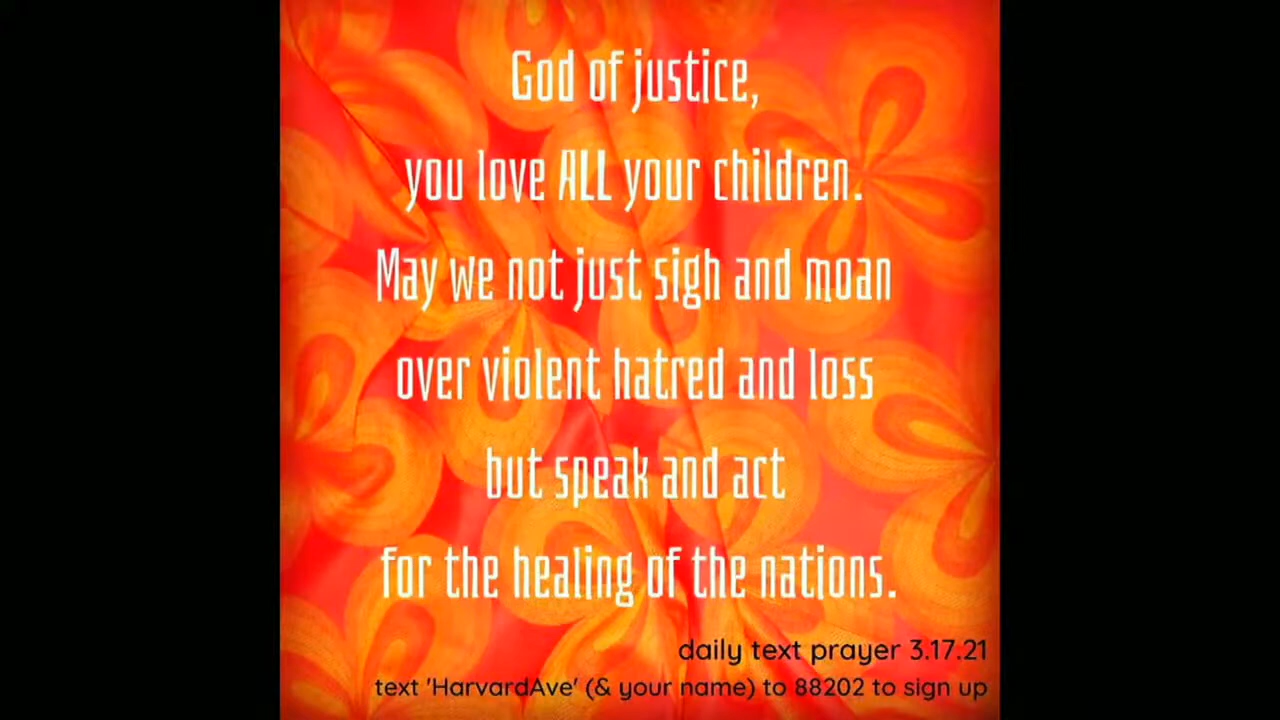 God of justice,
you love ALL your children.
May we not just sigh and moan
over violent hatred and loss
but speak and act
for the healing of the nations.
daily text prayer 3.17.21
text 'HarvardAve' (& your name) to 88202 to sign up